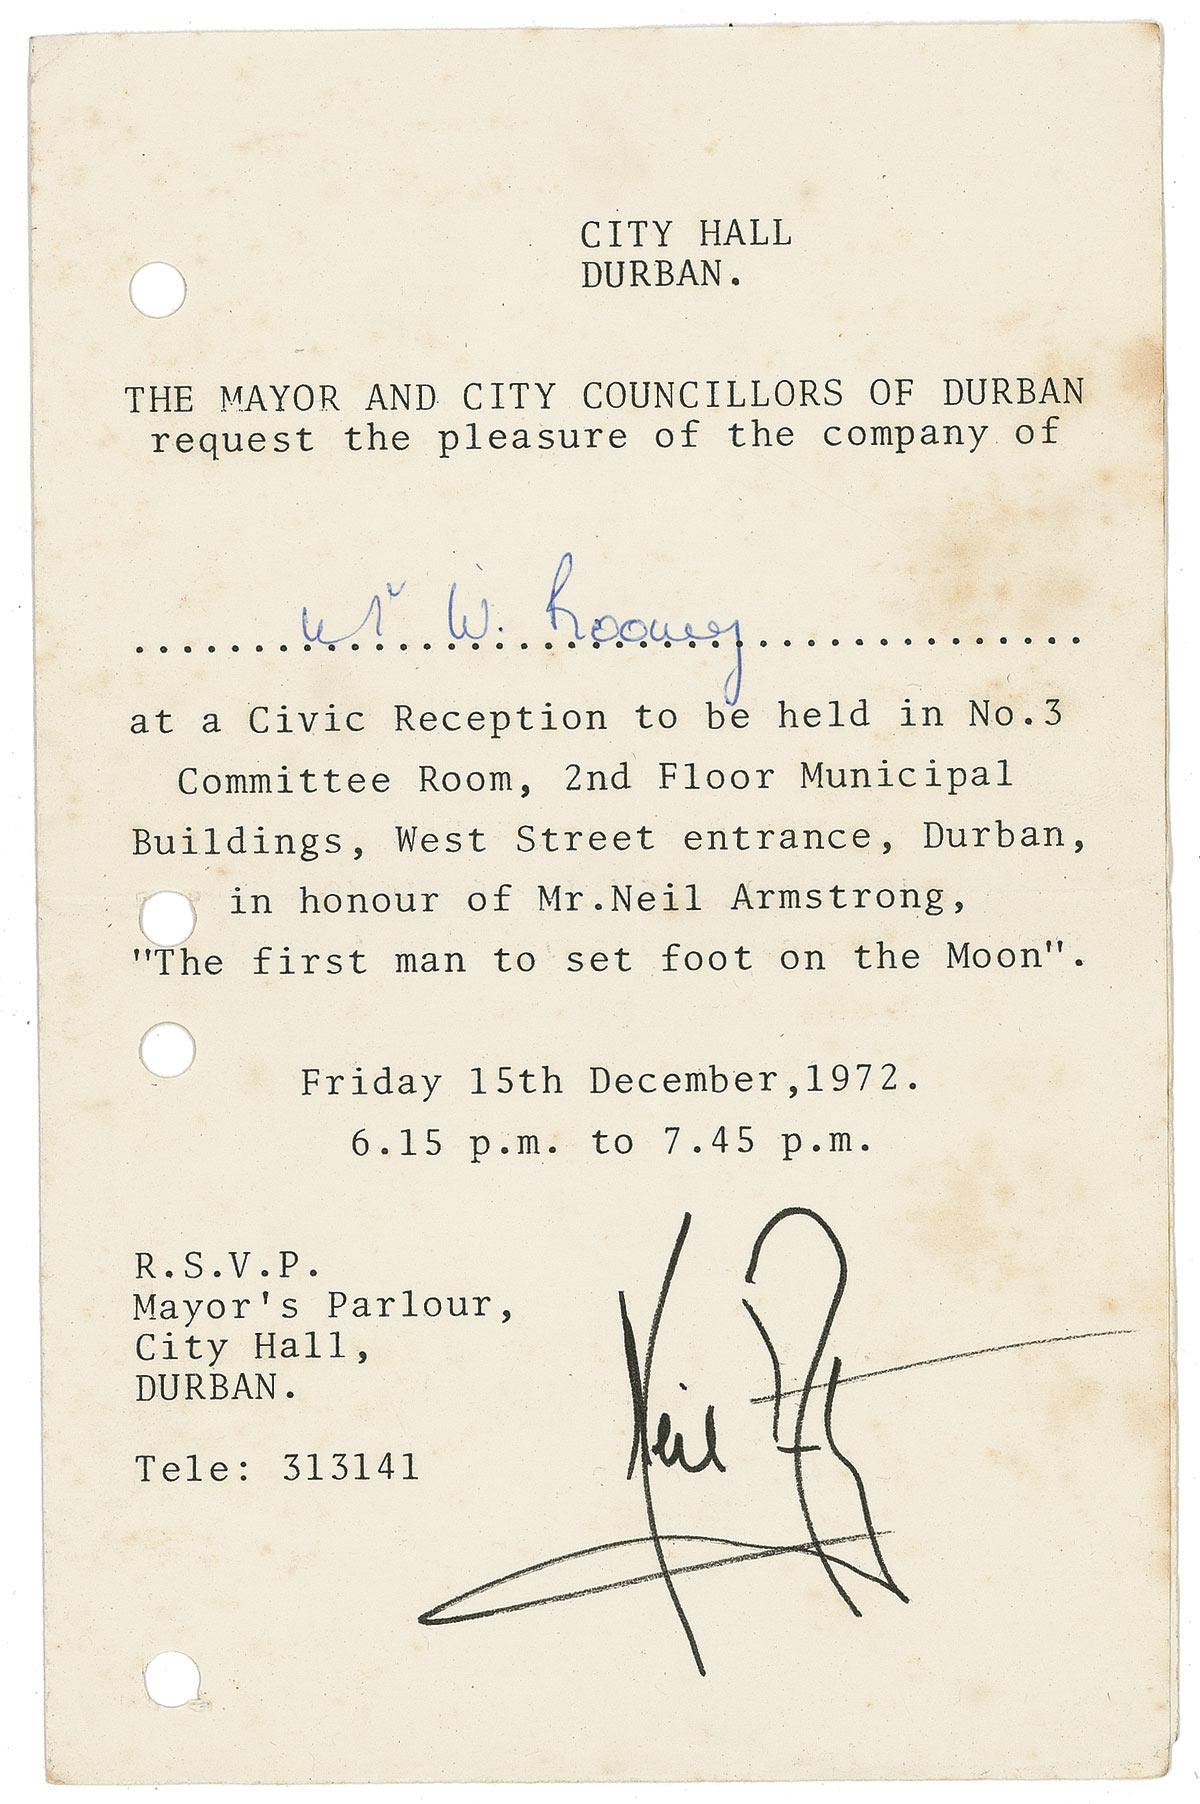 CITY HALL
DURBAN.
THE MAYOR AND CITY COUNCILLORS OF DURBAN
request the pleasure of the company of
Mr W. Rooney
at a Civic Reception to be held in No.3
Committee Room, 2nd Floor Municipal
Buildings, West Street entrance, Durban,
in honour of Mr.Neil Armstrong,
"The first man to set foot on the Moon".
Friday 15th December,1972.
6.15 p.m. to 7.45 p.m.
R.S.V.P.
Mayor's Parlour,
City Hall,
DURBAN.
Tele: 313141
Neil